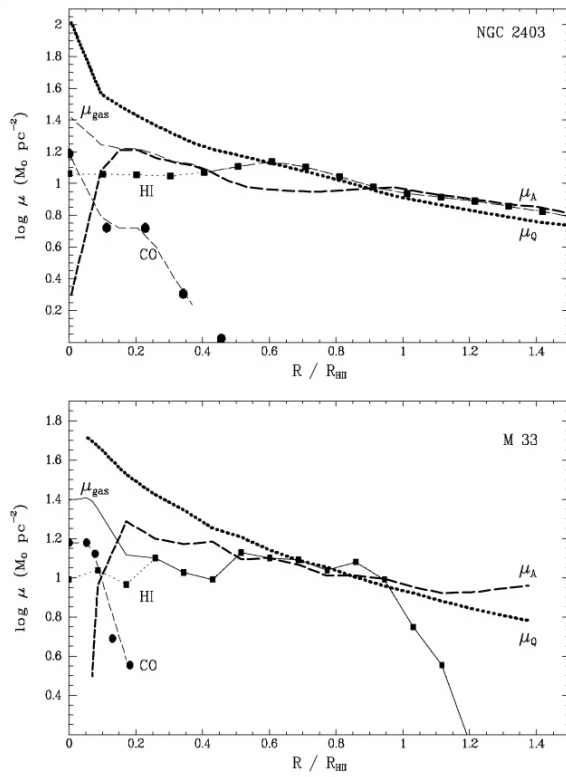 NGC 2403
2
1.8
1.6
1.4
1.2
1
0.8
0.6
0.4
0.2
log μ (M⊙ pc⁻²)
μgas
HI
CO
μA
μQ
0 0.2 0.4 0.6 0.8 1 1.2 1.4
R / RHII
M 33
1.8
1.6
1.4
1.2
1
0.8
0.6
0.4
log μ (M⊙ pc⁻²)
μgas
HI
CO
μA
μQ
0 0.2 0.4 0.6 0.8 1 1.2 1.4
R / RHII